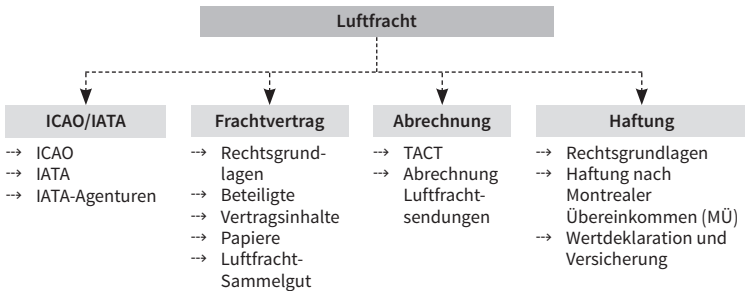 Luftfracht
ICAO/IATA
⇢ ICAO
⇢ IATA
⇢ IATA-Agenturen
Frachtvertrag
⇢ Rechtsgrund-
lagen
⇢ Beteiligte
⇢ Vertragsinhalte
⇢ Papiere
⇢ Luftfracht-
Sammelgut
Abrechnung
⇢ TACT
⇢ Abrechnung
Luftfracht-
sendungen
Haftung
⇢ Rechtsgrundlagen
⇢ Haftung nach
Montrealer
Übereinkommen (MÜ)
⇢ Wertdeklaration und
Versicherung